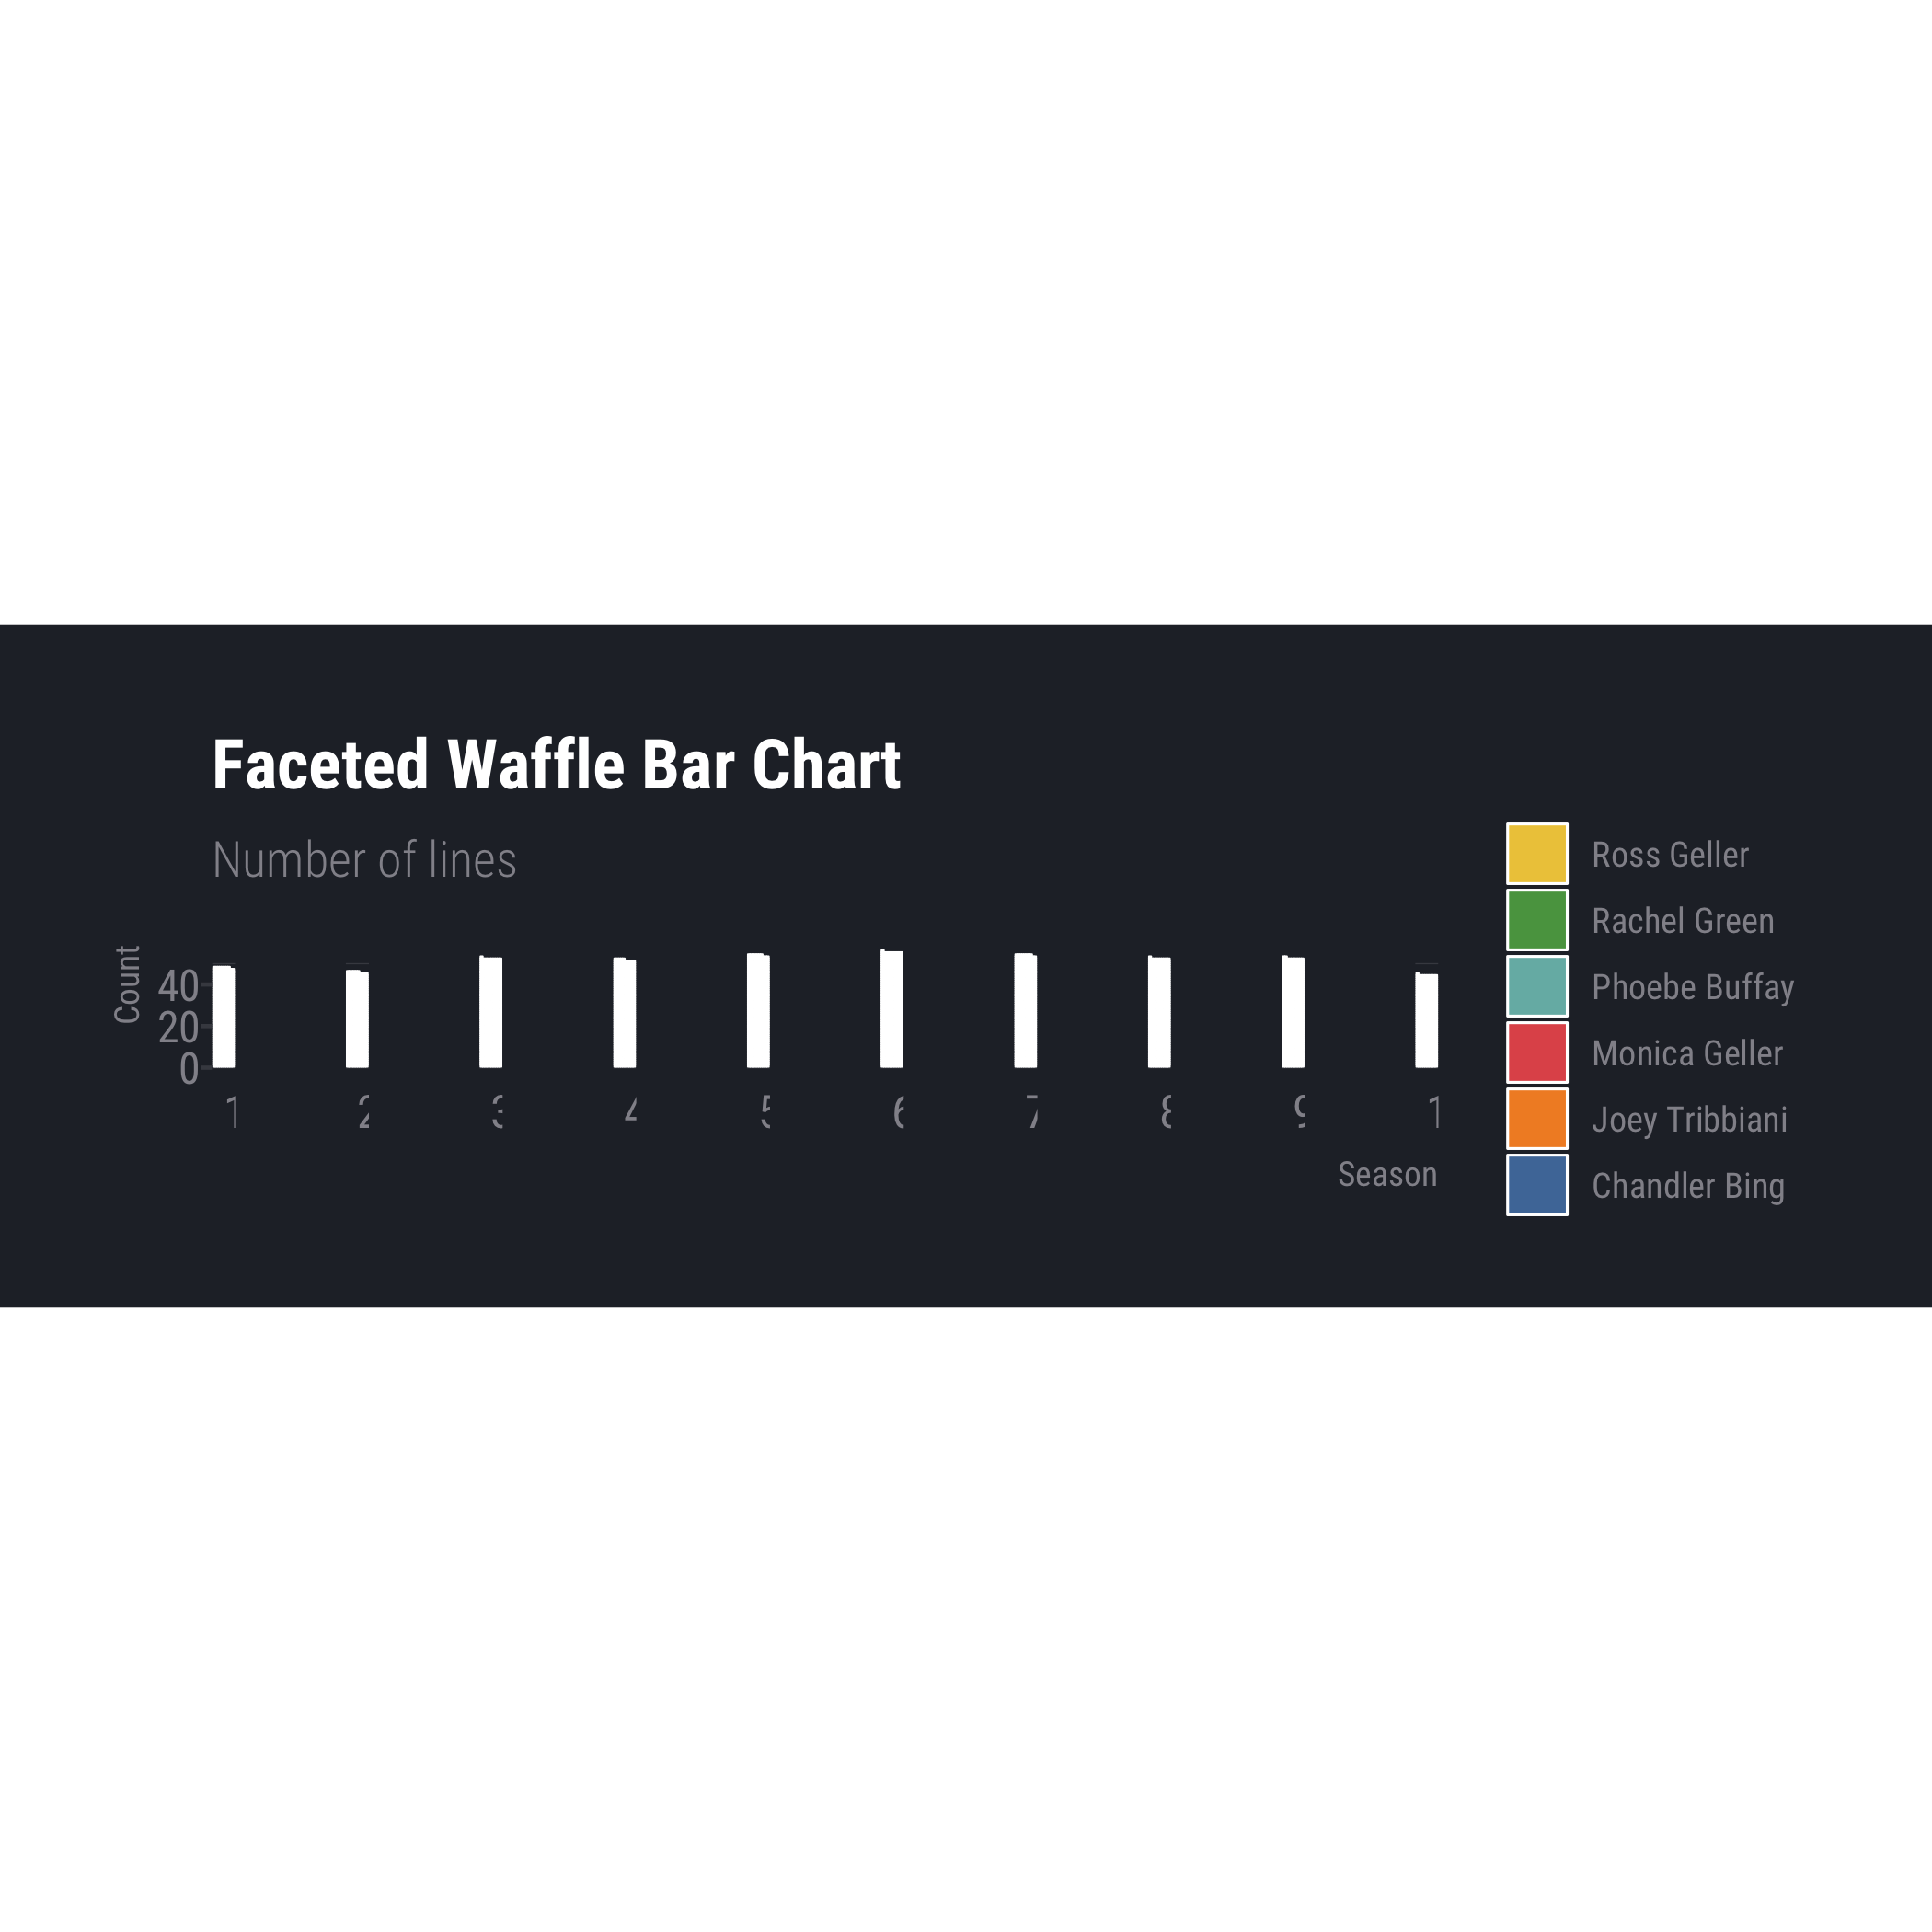 Faceted Waffle Bar Chart
Number of lines
Count
40
20
0
1 2 3 4 5 6 7 8 9 1
Season
Ross Geller
Rachel Green
Phoebe Buffay
Monica Geller
Joey Tribbiani
Chandler Bing